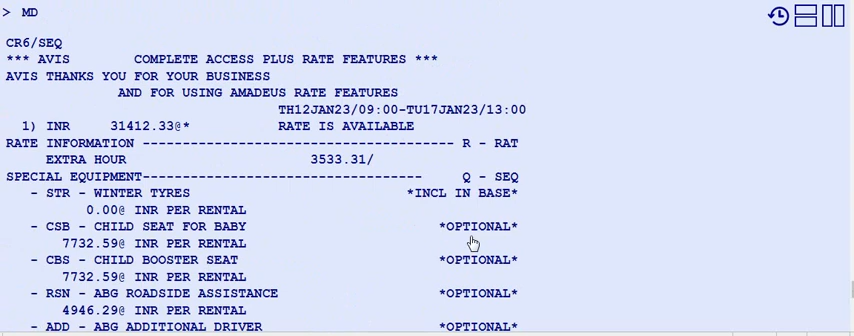 > MD
CR6/SEQ
*** AVIS COMPLETE ACCESS PLUS RATE FEATURES ***
AVIS THANKS YOU FOR YOUR BUSINESS
AND FOR USING AMADEUS RATE FEATURES
TH12JAN23/09:00-TU17JAN23/13:00
1) INR 31412.33@* RATE IS AVAILABLE
RATE INFORMATION --------------------------------------- R - RAT
EXTRA HOUR 3533.31/
SPECIAL EQUIPMENT----------------------------------- Q - SEQ
- STR - WINTER TYRES *INCL IN BASE*
0.00@ INR PER RENTAL
- CSB - CHILD SEAT FOR BABY *OPTIONAL*
7732.59@ INR PER RENTAL
- CBS - CHILD BOOSTER SEAT *OPTIONAL*
7732.59@ INR PER RENTAL
- RSN - ABG ROADSIDE ASSISTANCE *OPTIONAL*
4946.29@ INR PER RENTAL
- ADD - ABG ADDITIONAL DRIVER *OPTIONAL*